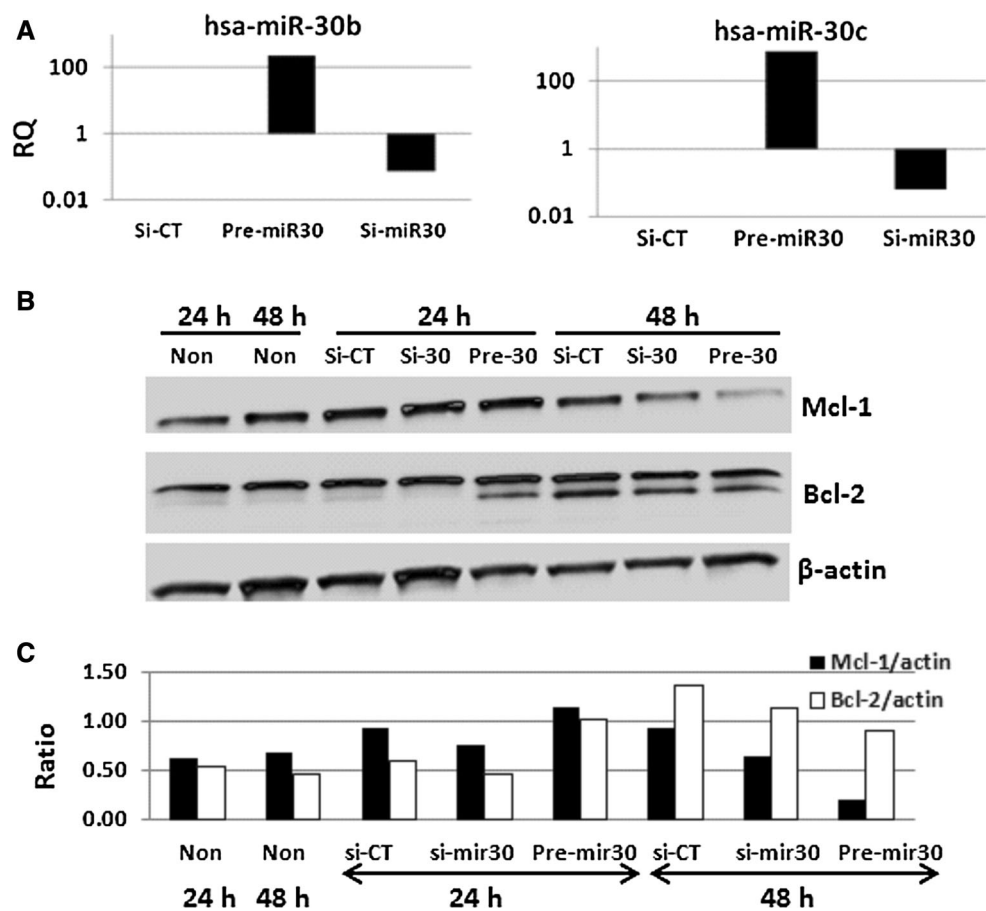 A
hsa-miR-30b
100
1
0.01
RQ
Si-CT Pre-miR30 Si-miR30
hsa-miR-30c
100
1
0.01
Si-CT Pre-miR30 Si-miR30
B
24 h 48 h 24 h 48 h
Non Non Si-CT Si-30 Pre-30 Si-CT Si-30 Pre-30
Mcl-1
Bcl-2
β-actin
C
Mcl-1/actin
Bcl-2/actin
1.50
1.00
0.50
0.00
Ratio
Non Non si-CT si-mir30 Pre-mir30 si-CT si-mir30 Pre-mir30
24 h 48 h 24 h 48 h